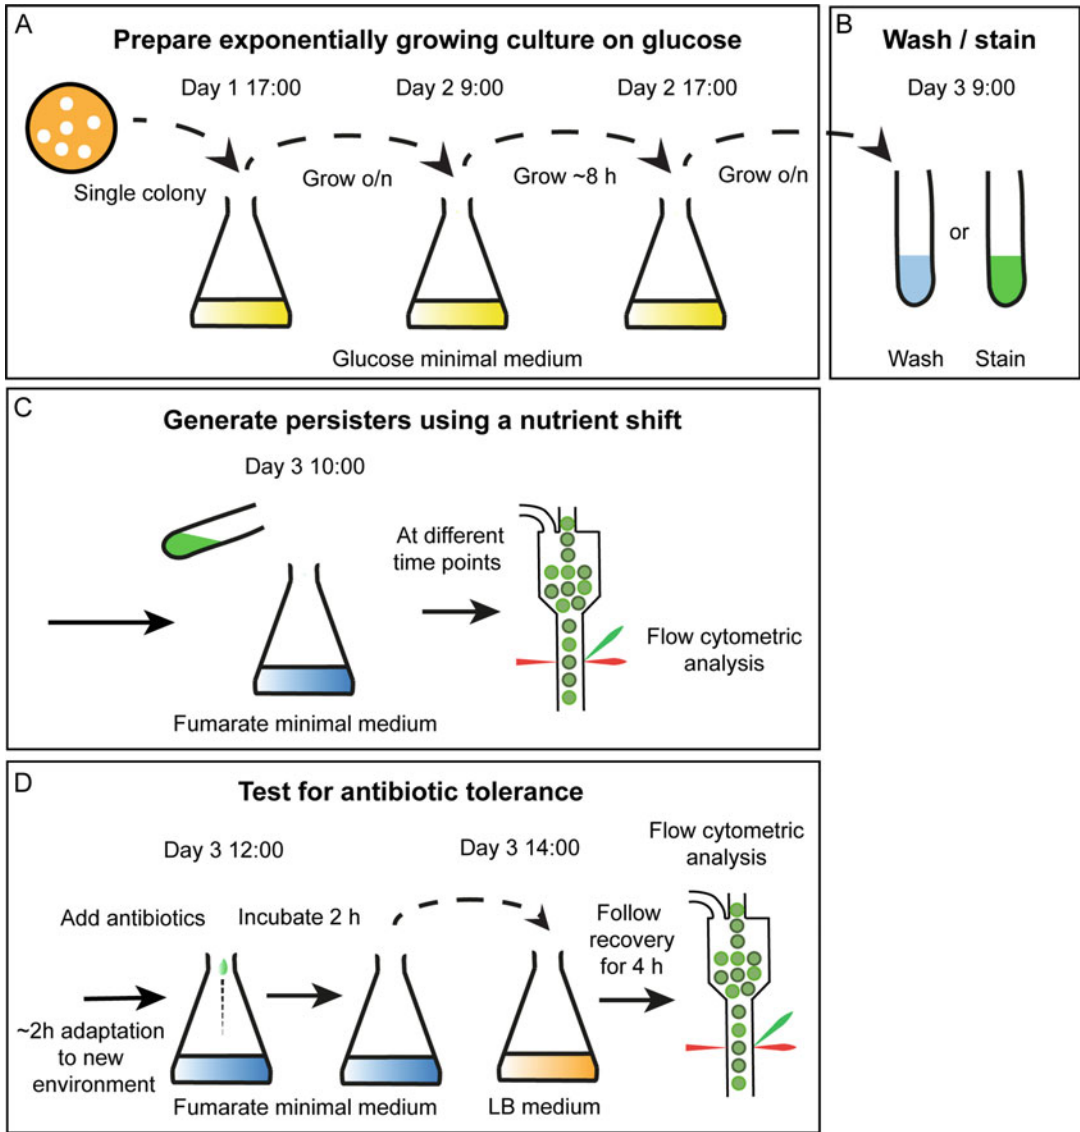 A
Prepare exponentially growing culture on glucose
Day 1 17:00
Day 2 9:00
Day 2 17:00
Single colony
Grow o/n
Grow ~8 h
Grow o/n
Glucose minimal medium
B
Wash / stain
Day 3 9:00
or
Wash
Stain
C
Generate persisters using a nutrient shift
Day 3 10:00
At different
time points
Flow cytometric
analysis
Fumarate minimal medium
D
Test for antibiotic tolerance
Day 3 12:00
Day 3 14:00
Flow cytometric
analysis
Add antibiotics
Incubate 2 h
Follow
recovery
for 4 h
~2h adaptation
to new
environment
Fumarate minimal medium
LB medium